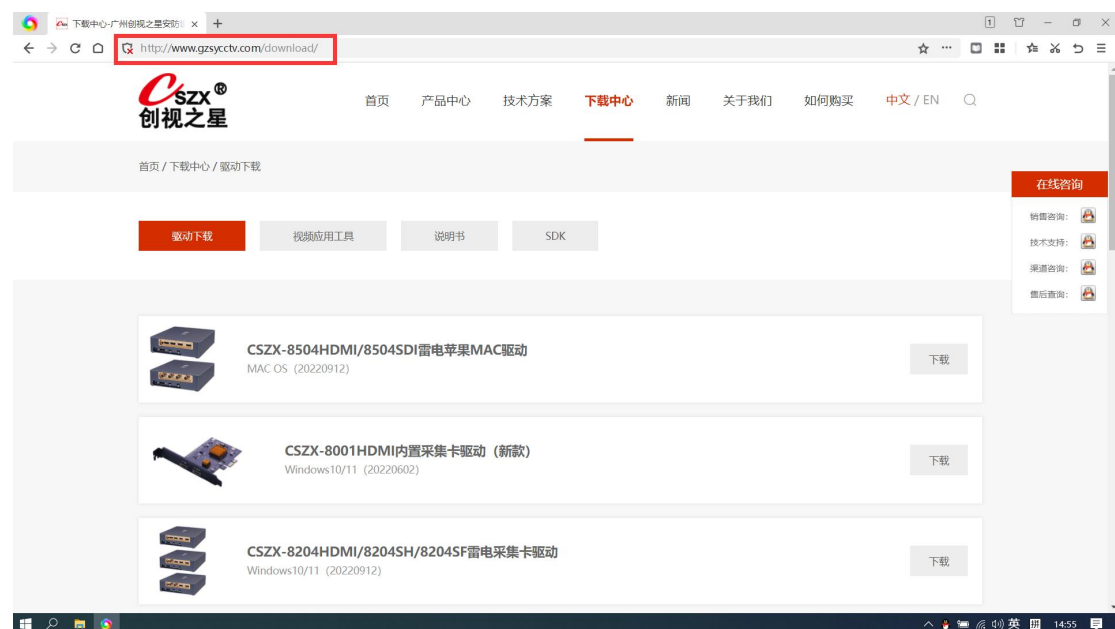 下载中心-广州创视之星安防
1
http://www.gzsycctv.com/download/
CSZX®
创视之星
首页 产品中心 技术方案 下载中心 新闻 关于我们 如何购买 中文 / EN
首页 / 下载中心 / 驱动下载
在线咨询
销售咨询:
技术支持:
渠道咨询:
售后查询:
驱动下载 视频应用工具 说明书 SDK
CSZX-8504HDMI/8504SDI雷电苹果MAC驱动
MAC OS（20220912）
下载
CSZX-8001HDMI内置采集卡驱动（新款）
Windows10/11（20220602）
下载
CSZX-8204HDMI/8204SH/8204SF雷电采集卡驱动
Windows10/11（20220912）
下载
英 拼 14:55